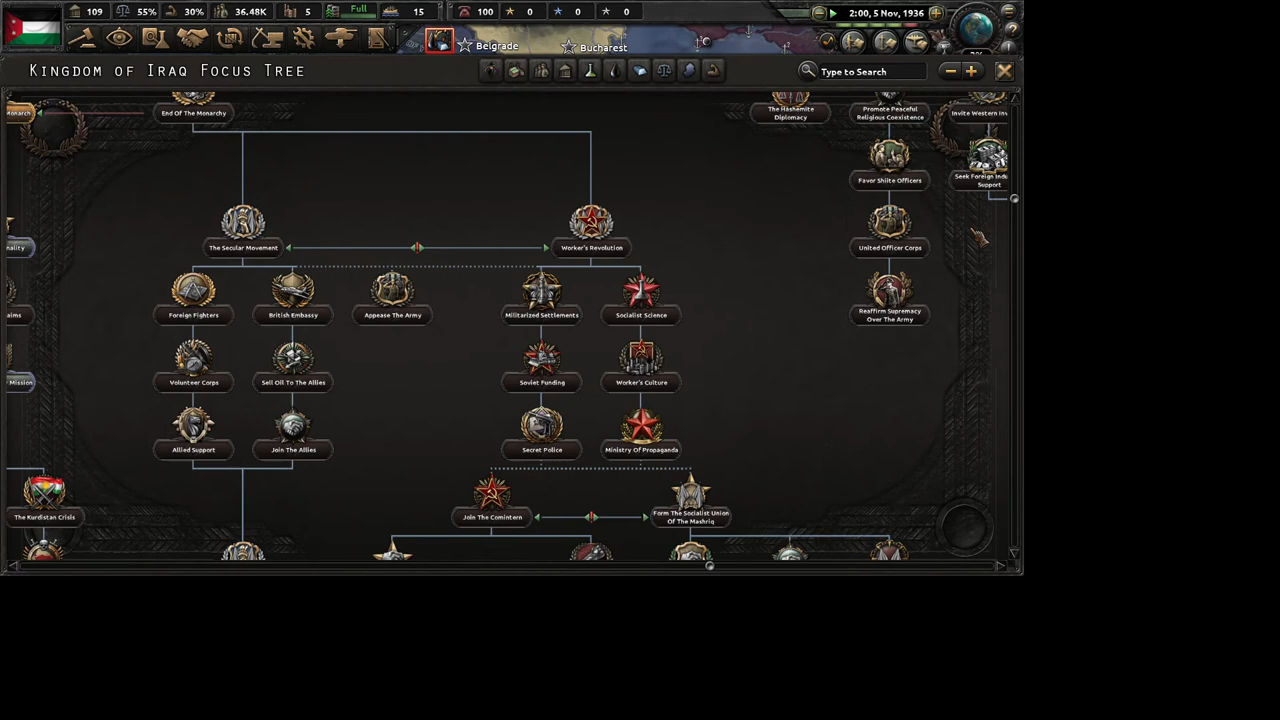 109 55% 30% 36.48K 5 Full 15 100 0 0 0 2:00, 5 Nov, 1936
Belgrade Bucharest
KINGDOM OF IRAQ FOCUS TREE
Type to Search
Monarch
End Of The Monarchy
The Hashemite
Diplomacy
Promote Peaceful
Religious Coexistence
Invite Western In
Favor Shiite Officers
Seek Foreign Indu
Support
nality
The Secular Movement
Worker's Revolution
United Officer Corps
aims
Foreign Fighters
British Embassy
Appease The Army
Militarized Settlements
Socialist Science
Reaffirm Supremacy
Over The Army
Mission
Volunteer Corps
Sell Oil To The Allies
Soviet Funding
Worker's Culture
Allied Support
Join The Allies
Secret Police
Ministry Of Propaganda
The Kurdistan Crisis
Join The Comintern
Form The Socialist Union
Of The Mashriq